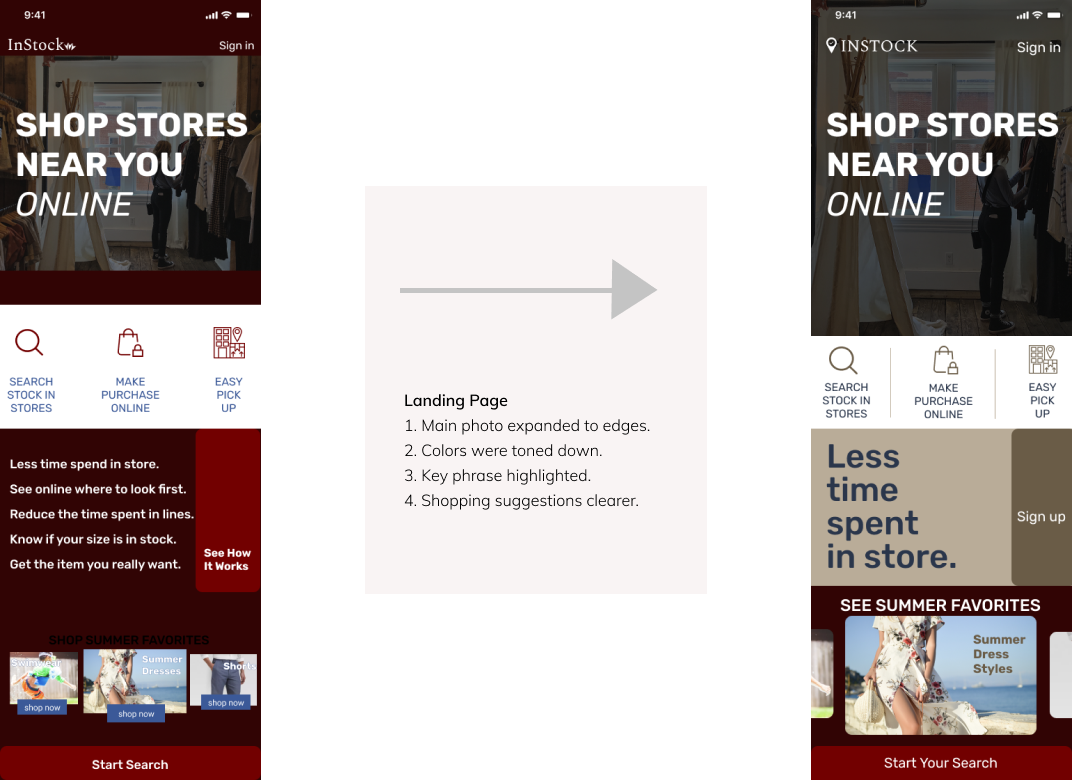 9:41
InStock
Sign in
SHOP STORES
NEAR YOU
ONLINE
SEARCH
STOCK IN
STORES
MAKE
PURCHASE
ONLINE
EASY
PICK
UP
Less time spend in store.
See online where to look first.
Reduce the time spent in lines.
Know if your size is in stock.
Get the item you really want.
See How
It Works
SHOP SUMMER FAVORITES
Swimwear
shop now
Summer
Dresses
shop now
Shorts
shop now
Start Search
Landing Page
1. Main photo expanded to edges.
2. Colors were toned down.
3. Key phrase highlighted.
4. Shopping suggestions clearer.
9:41
INSTOCK
Sign in
SHOP STORES
NEAR YOU
ONLINE
SEARCH
STOCK IN
STORES
MAKE
PURCHASE
ONLINE
EASY
PICK
UP
Less
time
spent
in store.
Sign up
SEE SUMMER FAVORITES
Summer
Dress
Styles
Start Your Search